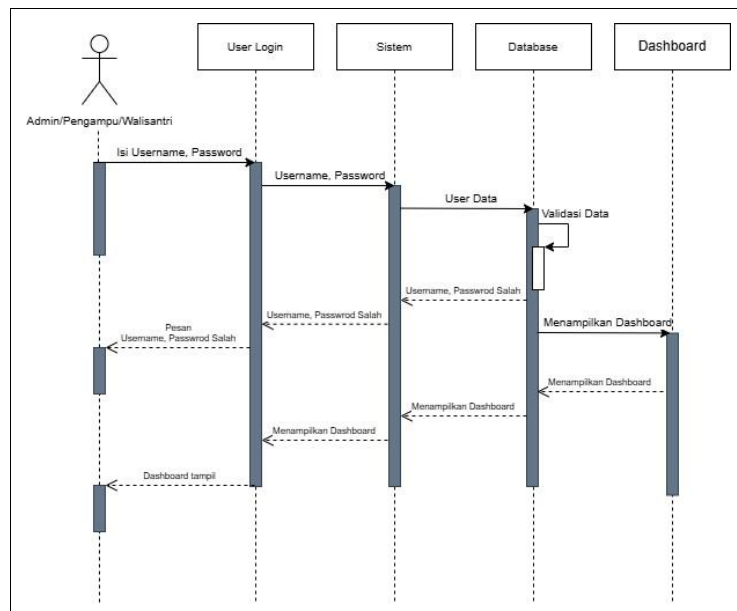 User Login
Sistem
Database
Dashboard
Admin/Pengampu/Walisantri
Isi Username, Password
Username, Password
User Data
Validasi Data
Username, Passwrod Salah
Username, Passwrod Salah
Pesan
Username, Passwrod Salah
Menampilkan Dashboard
Menampilkan Dashboard
Menampilkan Dashboard
Menampilkan Dashboard
Dashboard tampil